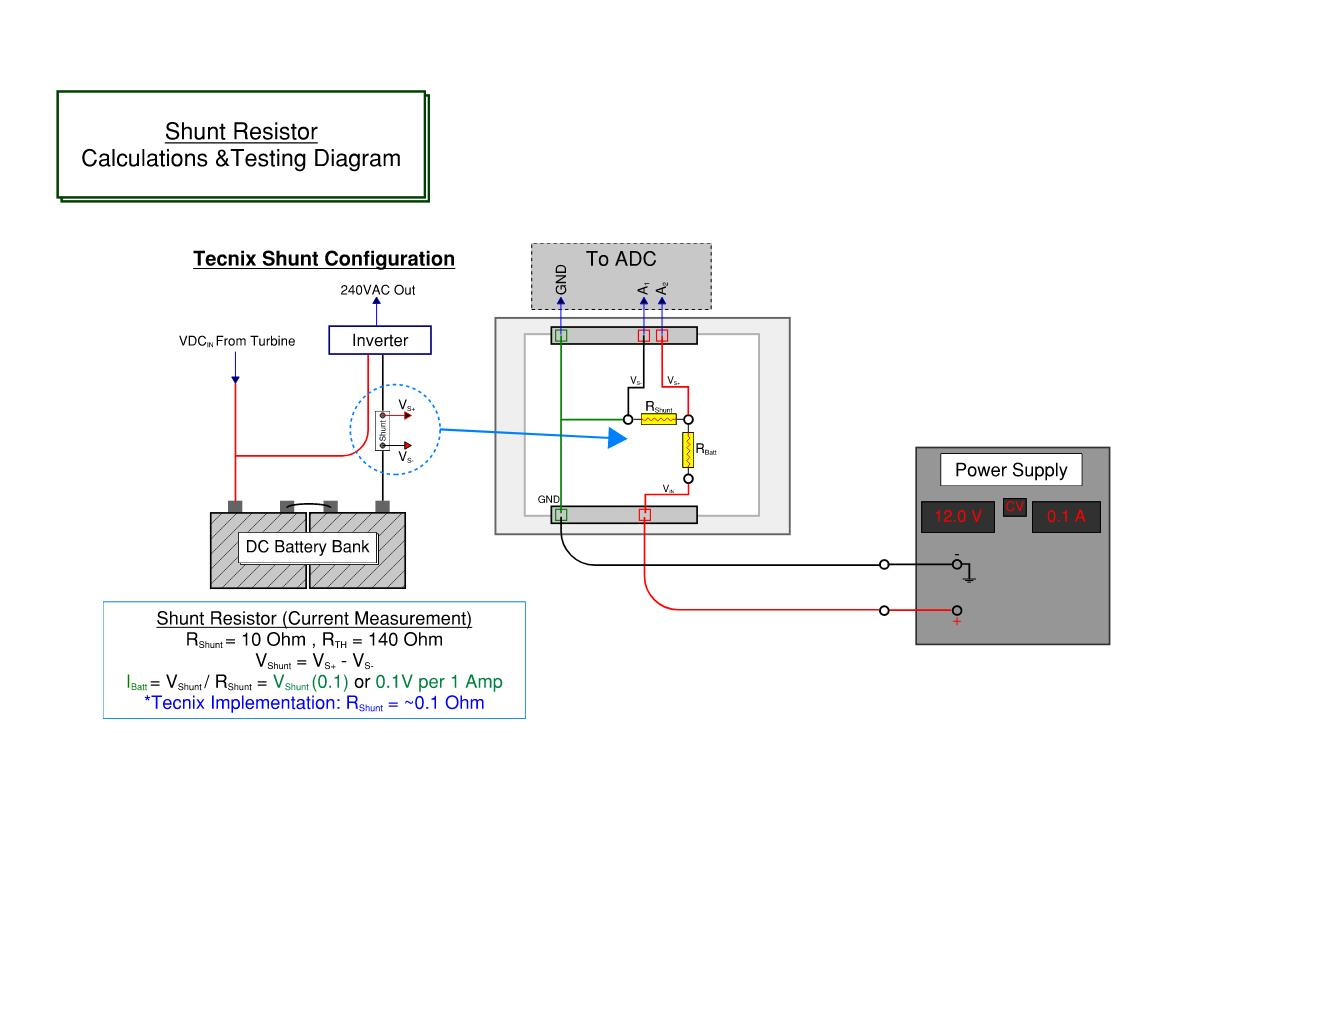 Shunt Resistor
Calculations &Testing Diagram
Tecnix Shunt Configuration
240VAC Out
VDCIN From Turbine
Inverter
VS+
Shunt
VS-
DC Battery Bank
To ADC
GND
A1
A2
VS-
VS+
RShunt
RBatt
VIN
GND
Power Supply
12.0 V
CV
0.1 A
-
+
Shunt Resistor (Current Measurement)
RShunt = 10 Ohm , RTH = 140 Ohm
VShunt = VS+ - VS-
IBatt = VShunt / RShunt = VShunt (0.1) or 0.1V per 1 Amp
*Tecnix Implementation: RShunt = ~0.1 Ohm